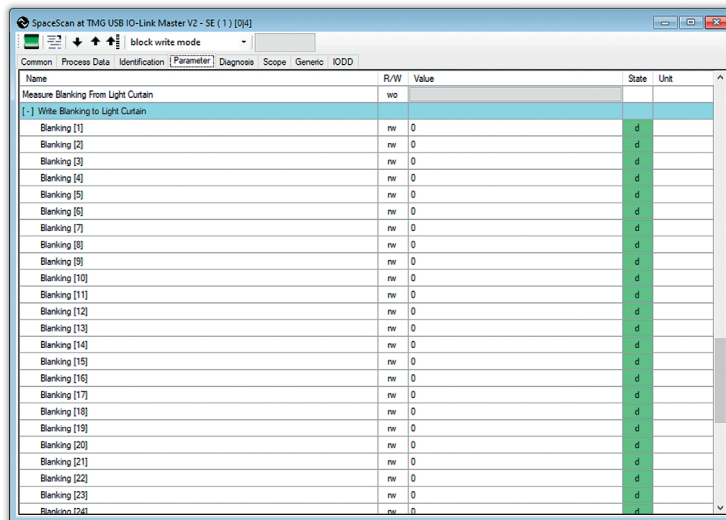 SpaceScan at TMG USB IO-Link Master V2 - SE ( 1 ) [0|4]
block write mode
Common Process Data Identification Parameter Diagnosis Scope Generic IODD
Name R/W Value State Unit
Measure Blanking From Light Curtain wo
[ - ] Write Blanking to Light Curtain
Blanking [1] rw 0 d
Blanking [2] rw 0 d
Blanking [3] rw 0 d
Blanking [4] rw 0 d
Blanking [5] rw 0 d
Blanking [6] rw 0 d
Blanking [7] rw 0 d
Blanking [8] rw 0 d
Blanking [9] rw 0 d
Blanking [10] rw 0 d
Blanking [11] rw 0 d
Blanking [12] rw 0 d
Blanking [13] rw 0 d
Blanking [14] rw 0 d
Blanking [15] rw 0 d
Blanking [16] rw 0 d
Blanking [17] rw 0 d
Blanking [18] rw 0 d
Blanking [19] rw 0 d
Blanking [20] rw 0 d
Blanking [21] rw 0 d
Blanking [22] rw 0 d
Blanking [23] rw 0 d
Blanking [24] rw 0 d